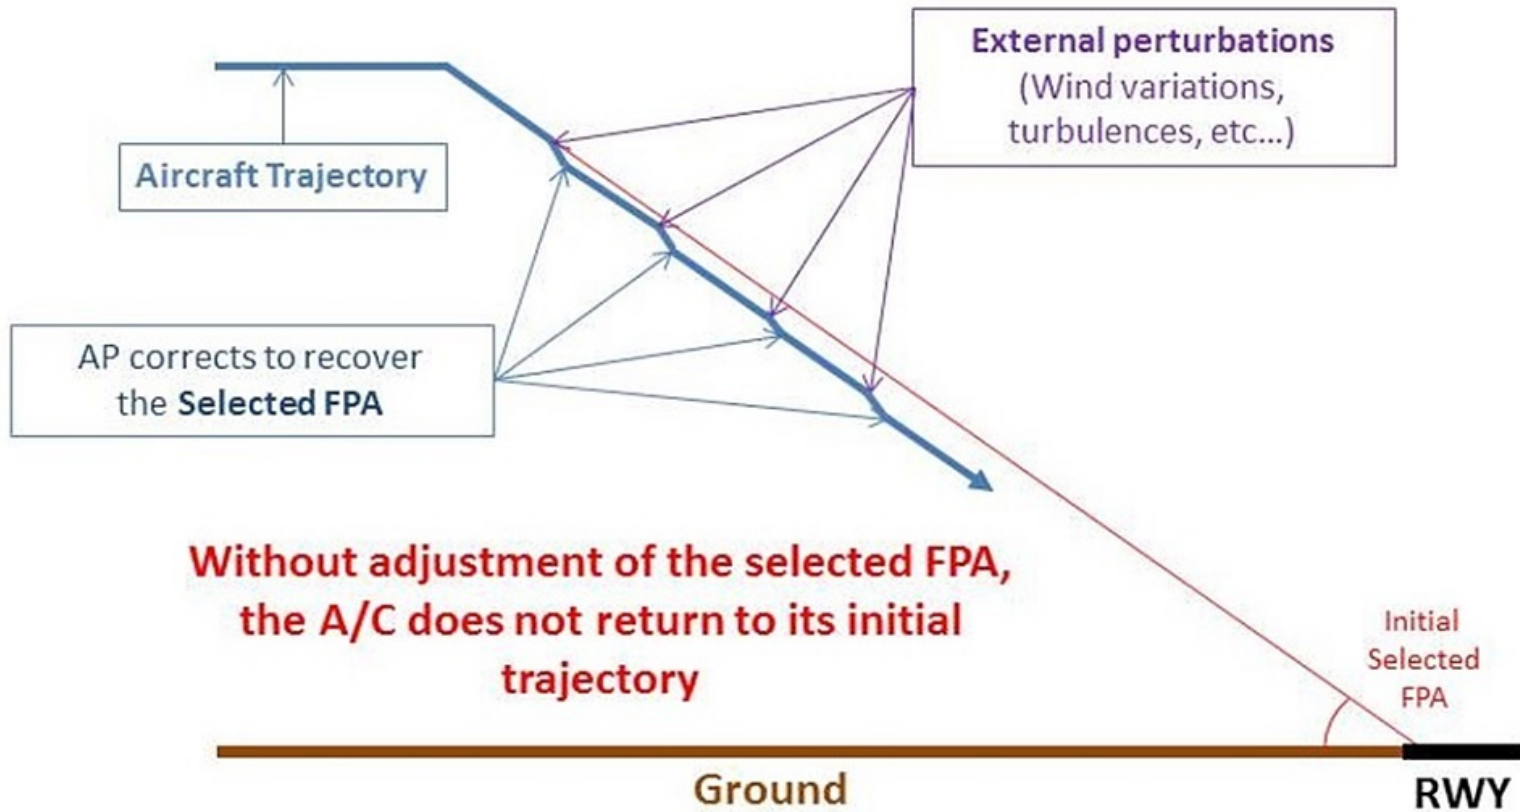 External perturbations
(Wind variations,
turbulences, etc...)
Aircraft Trajectory
AP corrects to recover
the Selected FPA
Without adjustment of the selected FPA,
the A/C does not return to its initial
trajectory
Initial
Selected
FPA
Ground
RWY